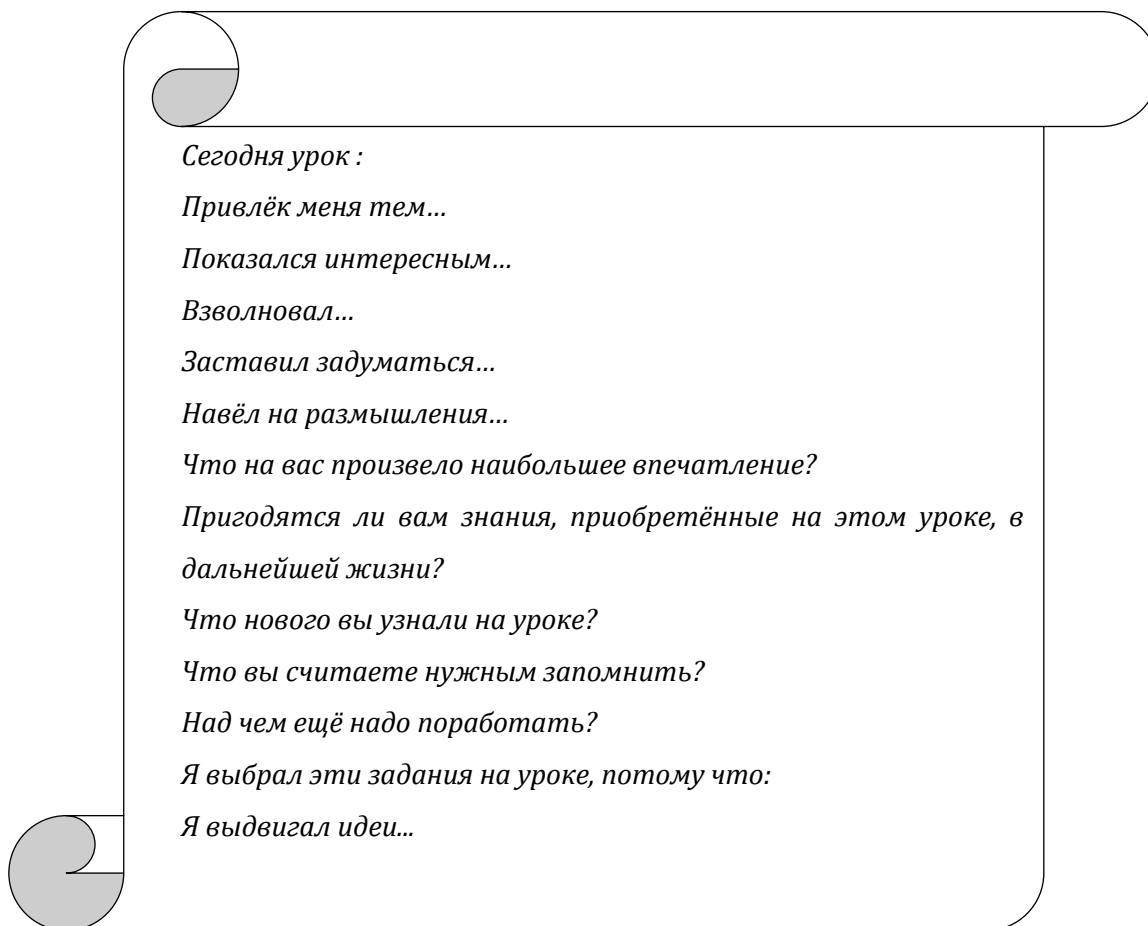 Сегодня урок :
Привлёк меня тем…
Показался интересным…
Взволновал…
Заставил задуматься…
Навёл на размышления…
Что на вас произвело наибольшее впечатление?
Пригодятся ли вам знания, приобретённые на этом уроке, в
дальнейшей жизни?
Что нового вы узнали на уроке?
Что вы считаете нужным запомнить?
Над чем ещё надо поработать?
Я выбрал эти задания на уроке, потому что:
Я выдвигал идеи...